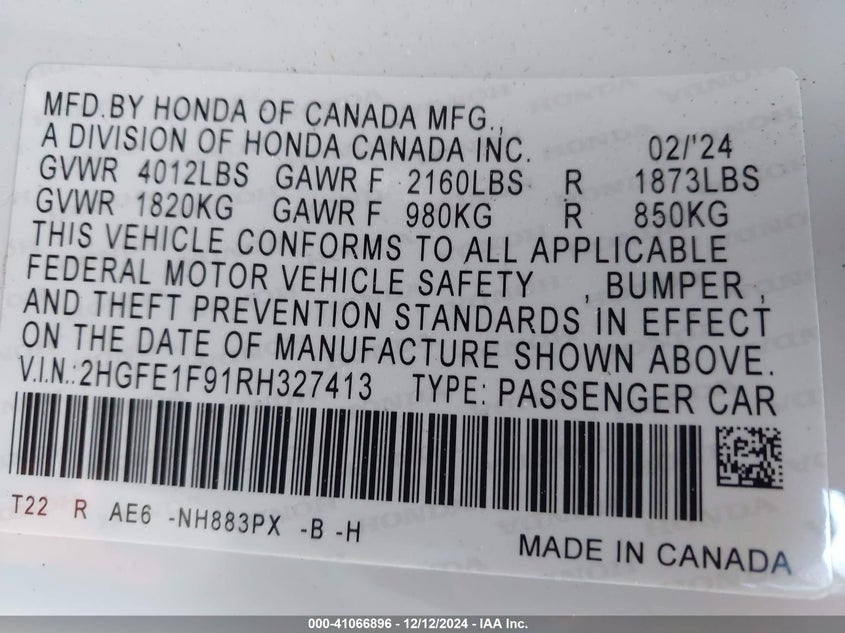 MFD.BY HONDA OF CANADA MFG.,
A DIVISION OF HONDA CANADA INC. 02/'24
GVWR 4012LBS GAWR F 2160LBS R 1873LBS
GVWR 1820KG GAWR F 980KG R 850KG
THIS VEHICLE CONFORMS TO ALL APPLICABLE
FEDERAL MOTOR VEHICLE SAFETY , BUMPER ,
AND THEFT PREVENTION STANDARDS IN EFFECT
ON THE DATE OF MANUFACTURE SHOWN ABOVE.
V.I.N.:2HGFE1F91RH327413 TYPE: PASSENGER CAR
T22 R AE6 -NH883PX -B -H
MADE IN CANADA
000-41066896 - 12/12/2024 - IAA Inc.